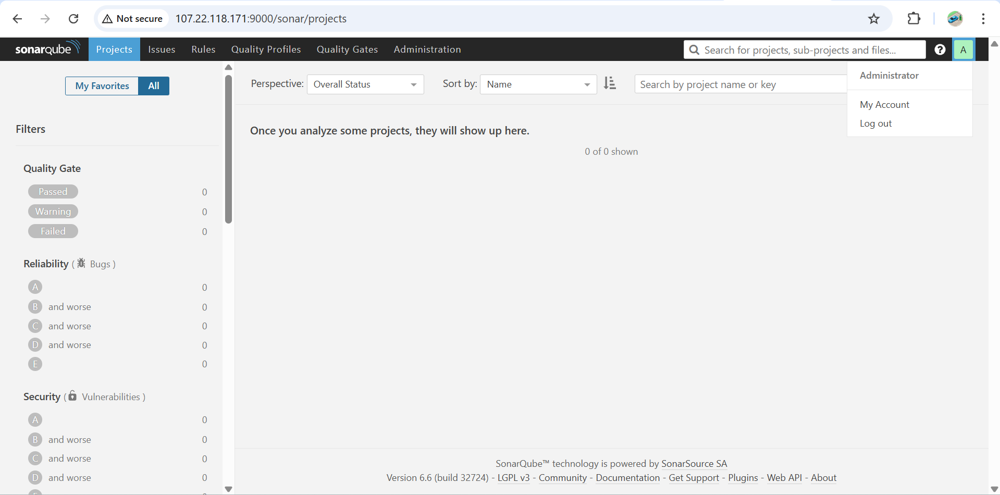 Not secure 107.22.118.171:9000/sonar/projects
sonarqube Projects Issues Rules Quality Profiles Quality Gates Administration Search for projects, sub-projects and files... ? A
Administrator
My Account
Log out
My Favorites All
Perspective: Overall Status Sort by: Name Search by project name or key
Filters
Once you analyze some projects, they will show up here.
0 of 0 shown
Quality Gate
Passed 0
Warning 0
Failed 0
Reliability ( Bugs )
A 0
B and worse 0
C and worse 0
D and worse 0
E 0
Security ( Vulnerabilities )
A 0
B and worse 0
C and worse 0
D and worse 0
SonarQube™ technology is powered by SonarSource SA
Version 6.6 (build 32724) - LGPL v3 - Community - Documentation - Get Support - Plugins - Web API - About